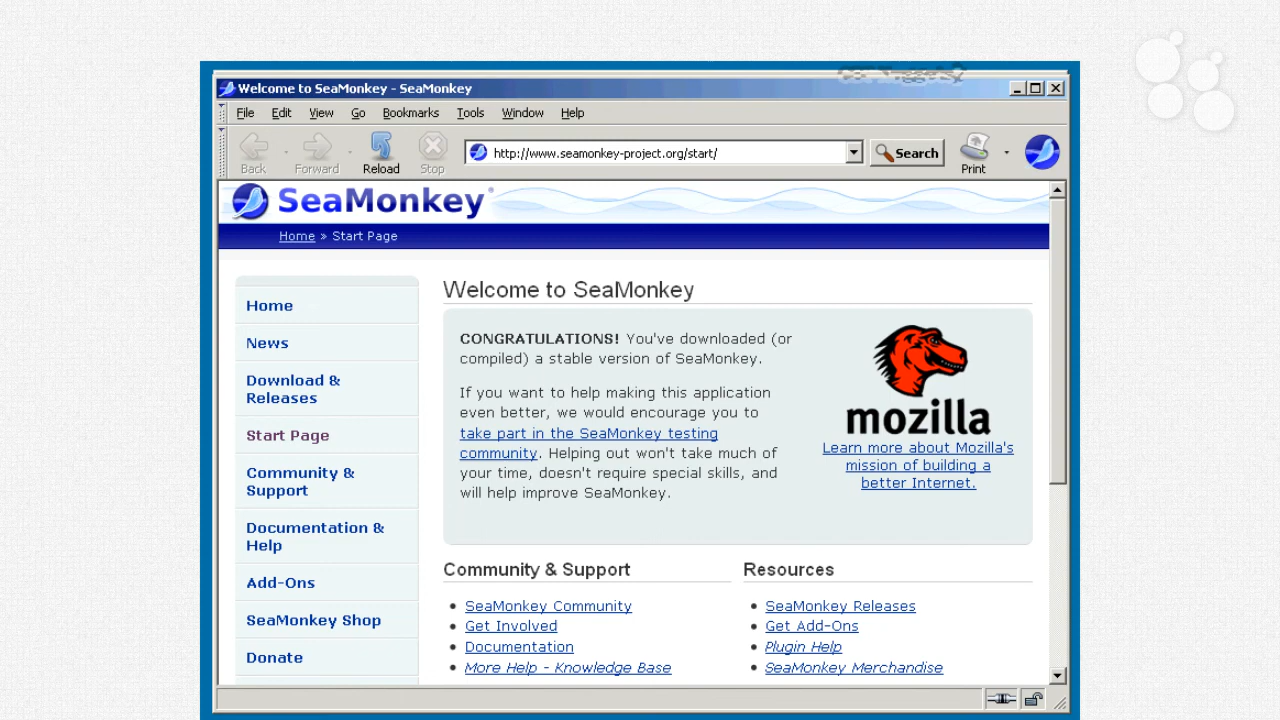 Welcome to SeaMonkey - SeaMonkey
File Edit View Go Bookmarks Tools Window Help
Back Forward Reload Stop http://www.seamonkey-project.org/start/ Search Print
SeaMonkey®
Home » Start Page
Home
News
Download &
Releases
Start Page
Community &
Support
Documentation &
Help
Add-Ons
SeaMonkey Shop
Donate
Welcome to SeaMonkey
CONGRATULATIONS! You've downloaded (or
compiled) a stable version of SeaMonkey.
If you want to help making this application
even better, we would encourage you to
take part in the SeaMonkey testing
community. Helping out won't take much of
your time, doesn't require special skills, and
will help improve SeaMonkey.
mozilla
Learn more about Mozilla's
mission of building a
better Internet.
Community & Support
• SeaMonkey Community
• Get Involved
• Documentation
• More Help - Knowledge Base
Resources
• SeaMonkey Releases
• Get Add-Ons
• Plugin Help
• SeaMonkey Merchandise